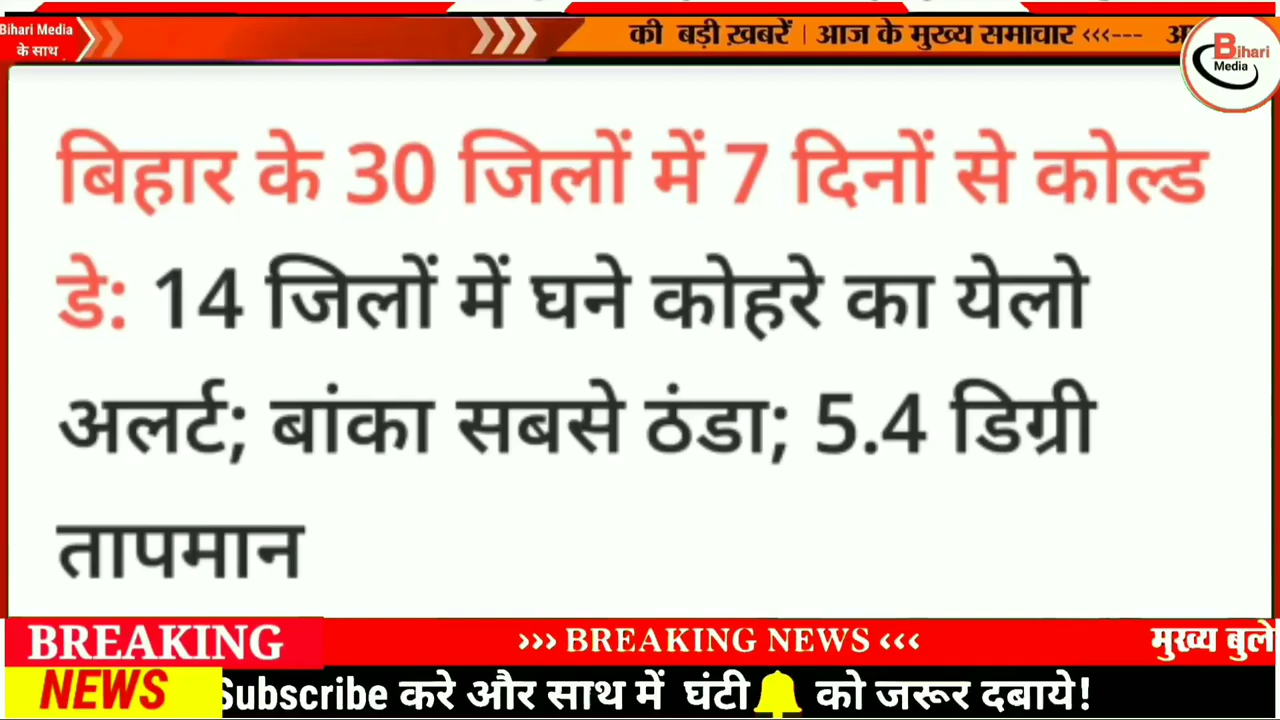 Bihari Media
के साथ
की बड़ी ख़बरें | आज के मुख्य समाचार <<<---
Bihari
Media
बिहार के 30 जिलों में 7 दिनों से कोल्ड
डे: 14 जिलों में घने कोहरे का येलो
अलर्ट; बांका सबसे ठंडा; 5.4 डिग्री
तापमान
BREAKING
NEWS
>>> BREAKING NEWS <<<
मुख्य
Subscribe करे और साथ में घंटी🔔 को जरूर दबाये!